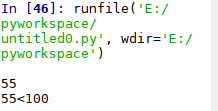 In [46]: runfile('E:/
pyworkspace/
untitled0.py', wdir='E:/
pyworkspace')
55
55<100